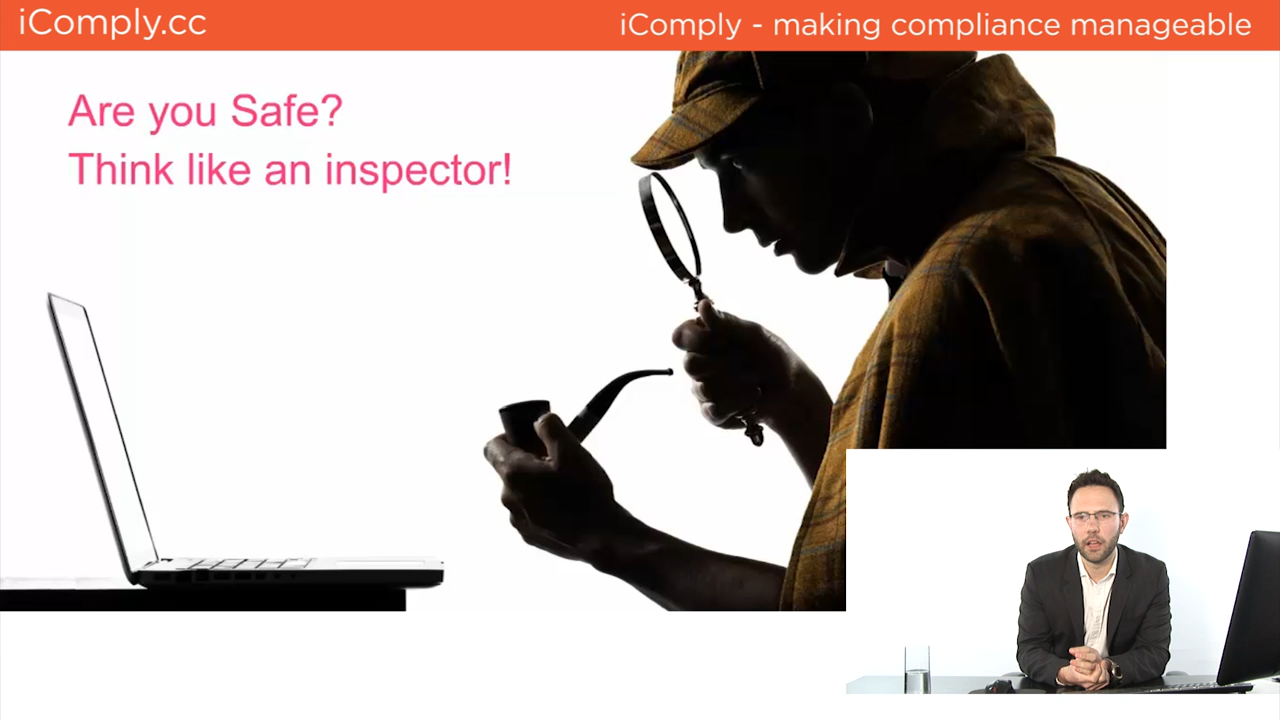 iComply.cc
iComply - making compliance manageable
Are you Safe?
Think like an inspector!